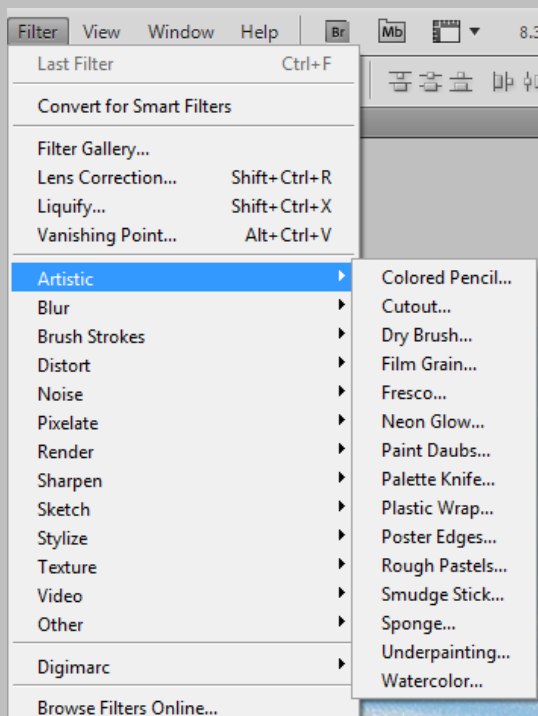 Filter View Window Help Br Mb 8.3
Last Filter Ctrl+F
Convert for Smart Filters
Filter Gallery...
Lens Correction... Shift+Ctrl+R
Liquify... Shift+Ctrl+X
Vanishing Point... Alt+Ctrl+V
Artistic
Blur
Brush Strokes
Distort
Noise
Pixelate
Render
Sharpen
Sketch
Stylize
Texture
Video
Other
Digimarc
Browse Filters Online...
Colored Pencil...
Cutout...
Dry Brush...
Film Grain...
Fresco...
Neon Glow...
Paint Daubs...
Palette Knife...
Plastic Wrap...
Poster Edges...
Rough Pastels...
Smudge Stick...
Sponge...
Underpainting...
Watercolor...